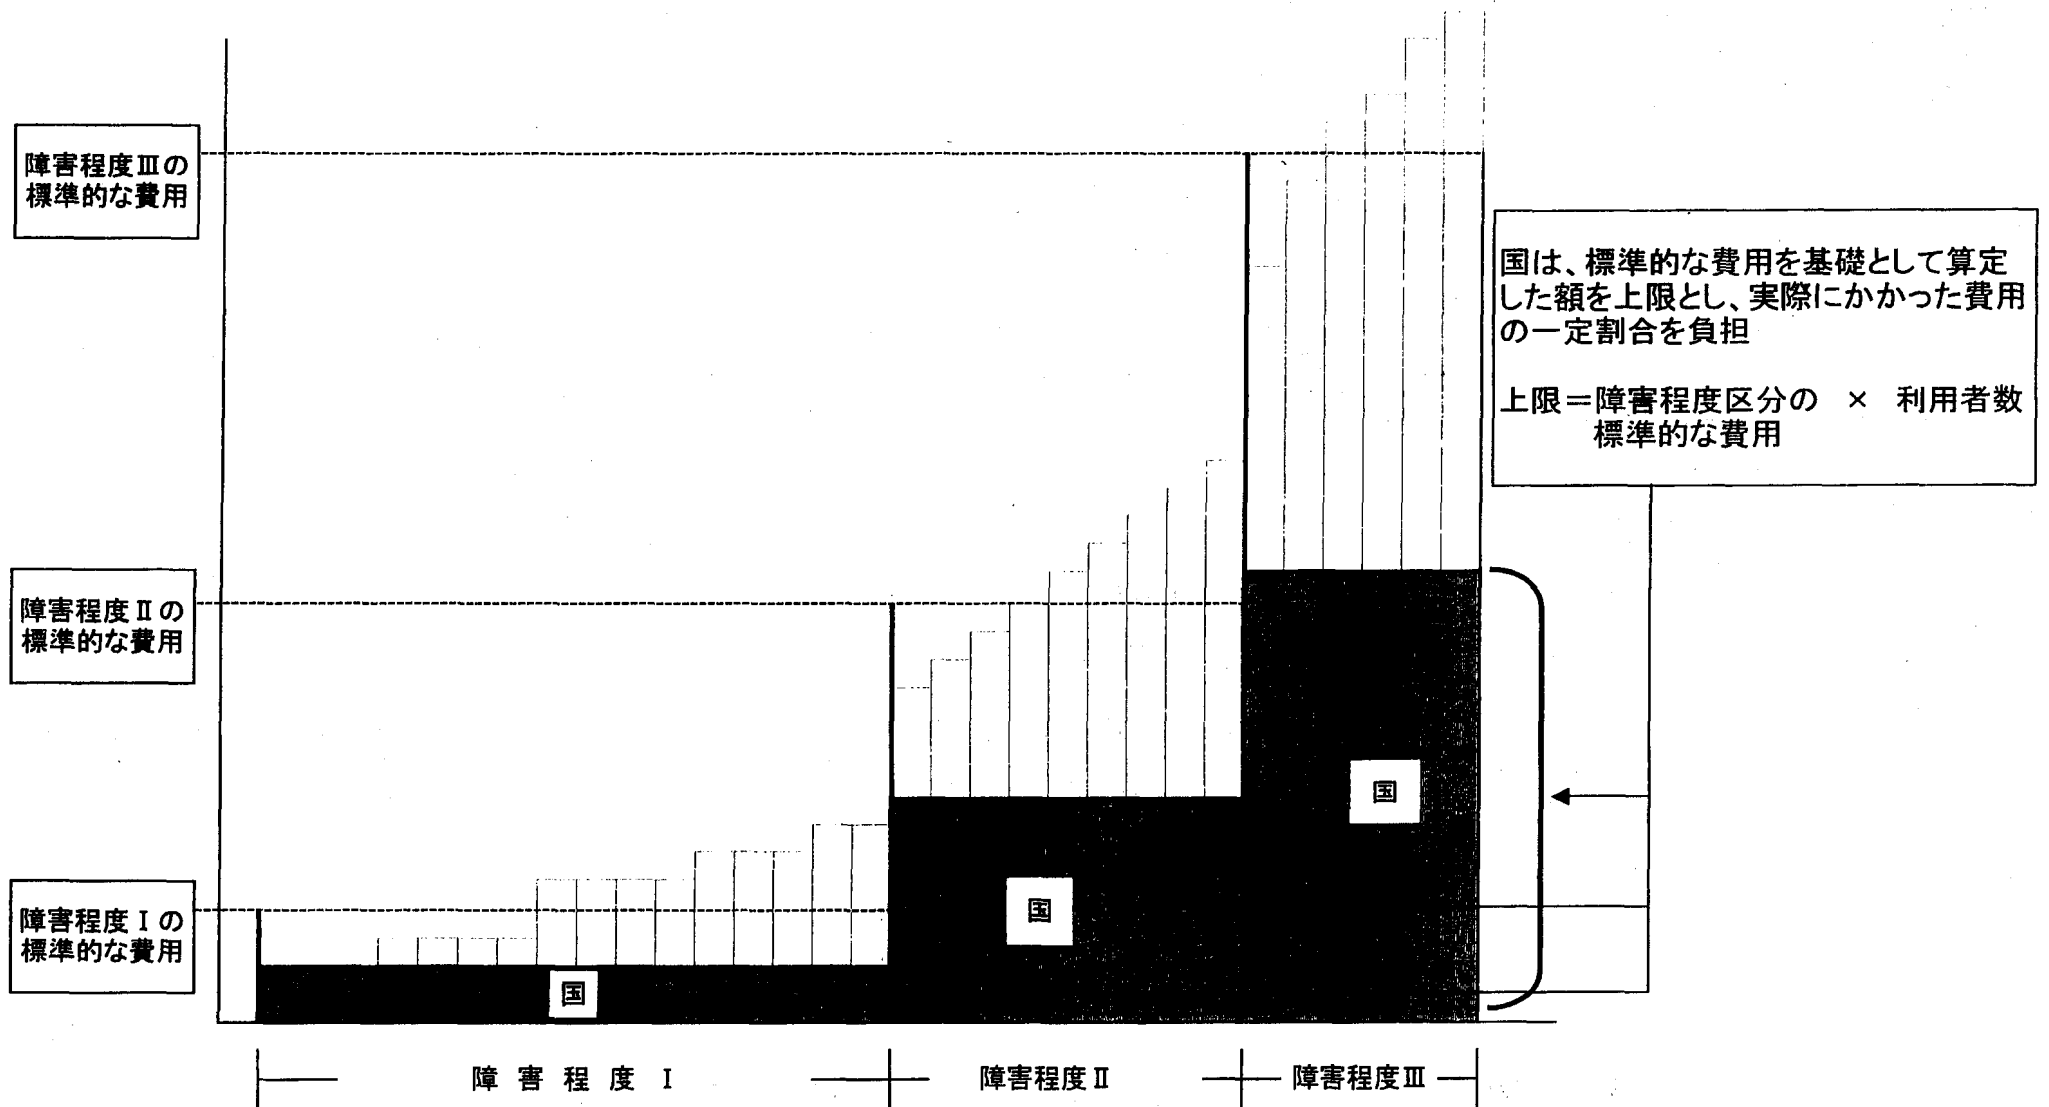 障害程度Ⅲの
標準的な費用
国は、標準的な費用を基礎として算定
した額を上限とし、実際にかかった費用
の一定割合を負担
上限＝障害程度区分の　×　利用者数
標準的な費用
障害程度Ⅱの
標準的な費用
国
国
障害程度Ⅰの
標準的な費用
国
障害程度Ⅰ
障害程度Ⅱ
障害程度Ⅲ